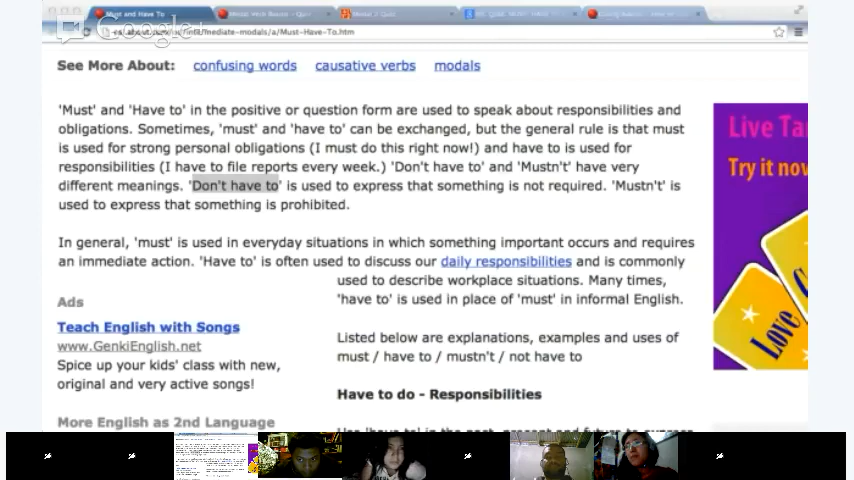 Must and Have To
Google+
Must-Have-To.htm
See More About: confusing words causative verbs modals
'Must' and 'Have to' in the positive or question form are used to speak about responsibilities and
obligations. Sometimes, 'must' and 'have to' can be exchanged, but the general rule is that must
is used for strong personal obligations (I must do this right now!) and have to is used for
responsibilities (I have to file reports every week.) 'Don't have to' and 'Mustn't' have very
different meanings. 'Don't have to' is used to express that something is not required. 'Mustn't' is
used to express that something is prohibited.
In general, 'must' is used in everyday situations in which something important occurs and requires
an immediate action. 'Have to' is often used to discuss our daily responsibilities and is commonly
used to describe workplace situations. Many times,
'have to' is used in place of 'must' in informal English.
Listed below are explanations, examples and uses of
must / have to / mustn't / not have to
Have to do - Responsibilities
Ads
Teach English with Songs
www.GenkiEnglish.net
Spice up your kids' class with new,
original and very active songs!
More English as 2nd Language
Live Ta
Try it now
Love